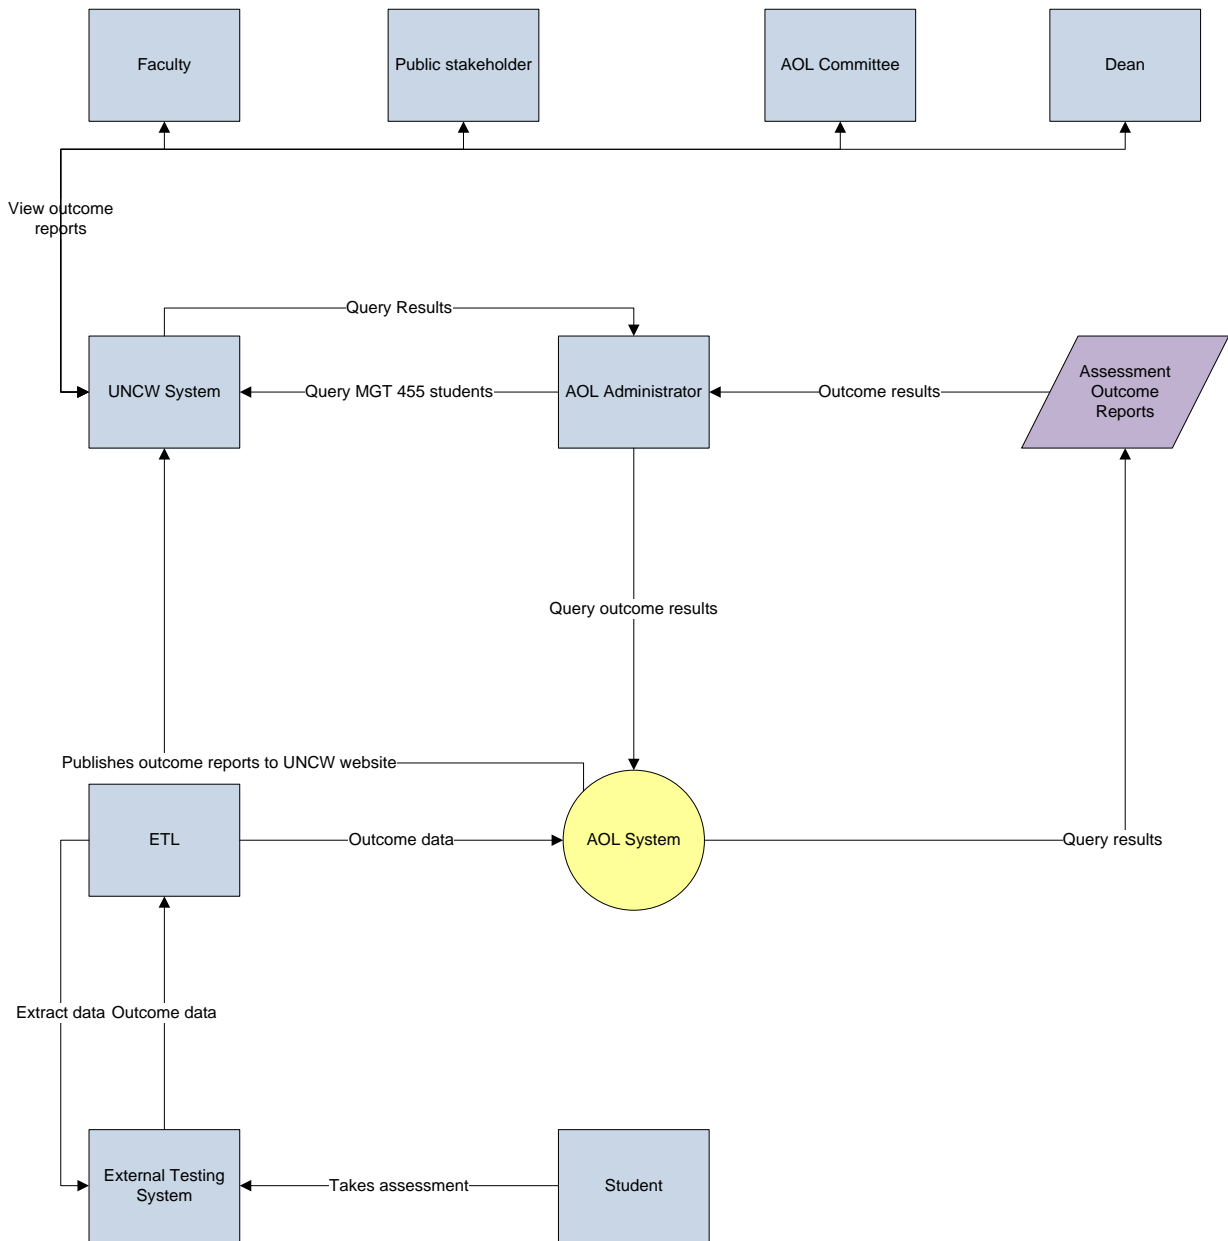 Faculty
Public stakeholder
AOL Committee
Dean
View outcome
reports
Query Results
UNCW System
Query MGT 455 students
AOL Administrator
Outcome results
Assessment
Outcome
Reports
Query outcome results
Publishes outcome reports to UNCW website
ETL
Outcome data
AOL System
Query results
Extract data
Outcome data
External Testing
System
Takes assessment
Student